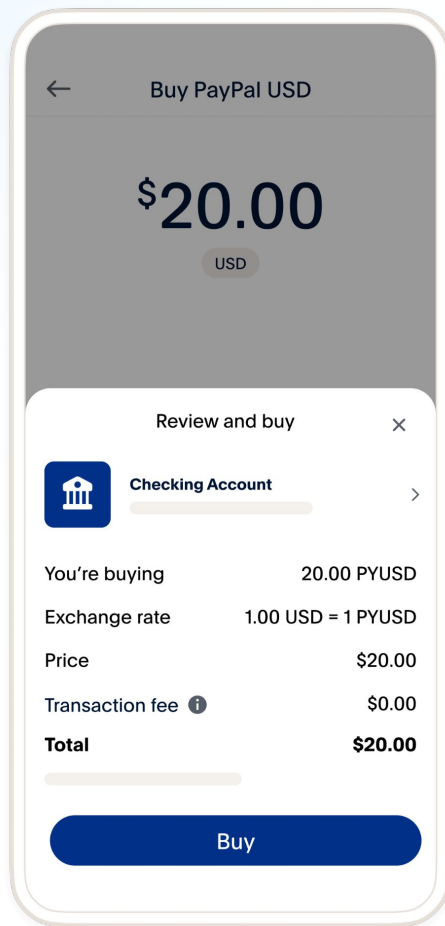 Buy PayPal USD
$20.00
USD
Review and buy
Checking Account
You’re buying 20.00 PYUSD
Exchange rate 1.00 USD = 1 PYUSD
Price $20.00
Transaction fee $0.00
Total $20.00
Buy